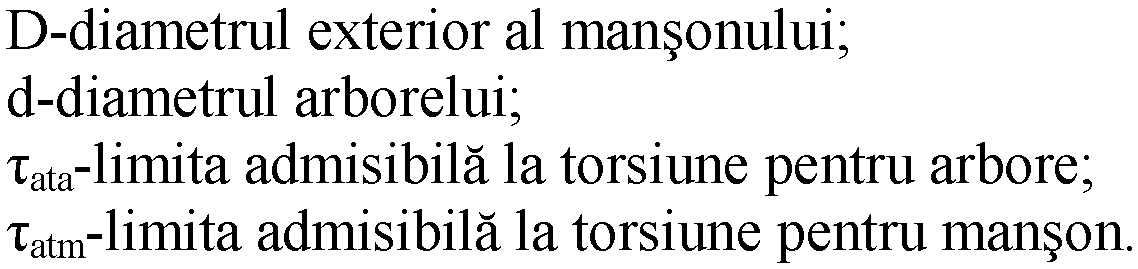 D-diametrul exterior al manşonului;
d-diametrul arborelui;
τata-limita admisibilă la torsiune pentru arbore;
τatm-limita admisibilă la torsiune pentru manşon.